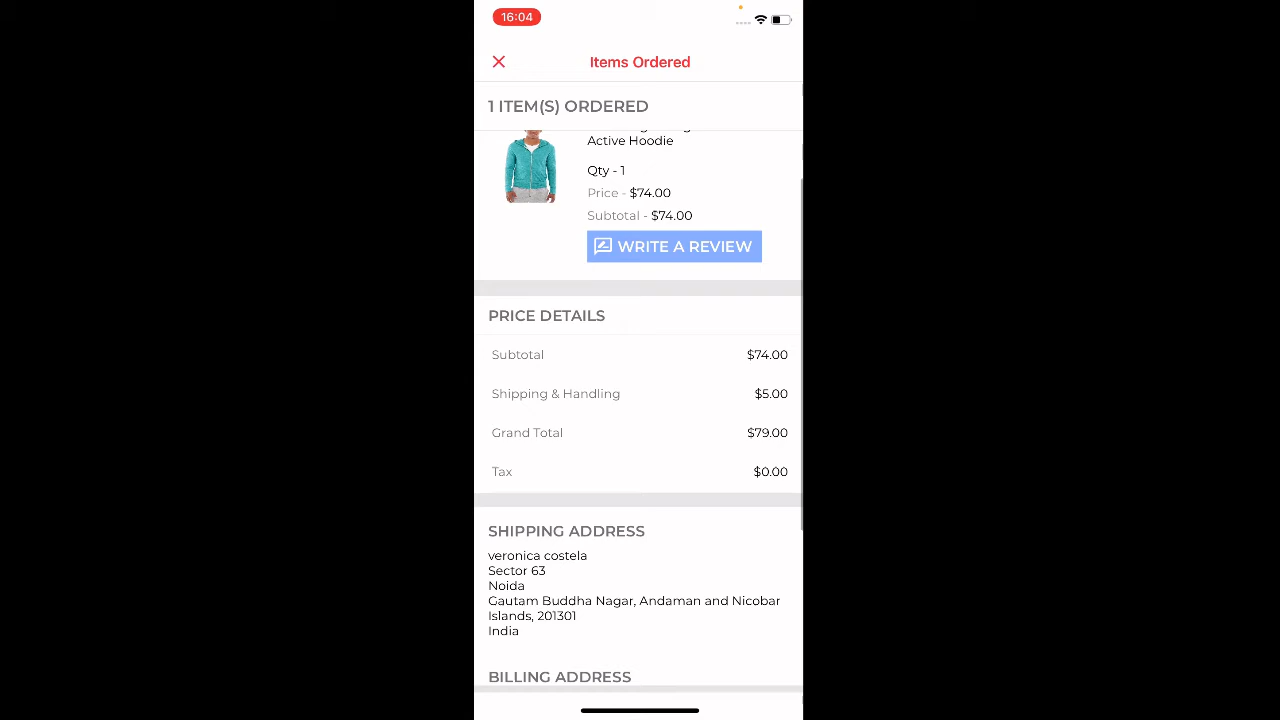 16:04
Items Ordered
1 ITEM(S) ORDERED
Active Hoodie
Qty - 1
Price - $74.00
Subtotal - $74.00
WRITE A REVIEW
PRICE DETAILS
Subtotal $74.00
Shipping & Handling $5.00
Grand Total $79.00
Tax $0.00
SHIPPING ADDRESS
veronica costela
Sector 63
Noida
Gautam Buddha Nagar, Andaman and Nicobar
Islands, 201301
India
BILLING ADDRESS